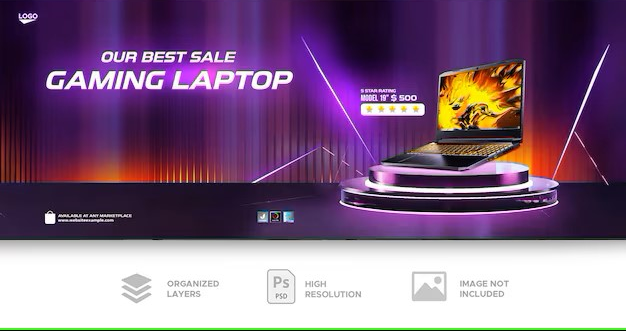 LOGO
OUR BEST SALE
GAMING LAPTOP
5 STAR RATING
MODEL 19" $ 500
AVAILABLE AT ANY MARKETPLACE
www.websiteexample.com
ORGANIZED
LAYERS
Ps
PSD
HIGH
RESOLUTION
IMAGE NOT
INCLUDED